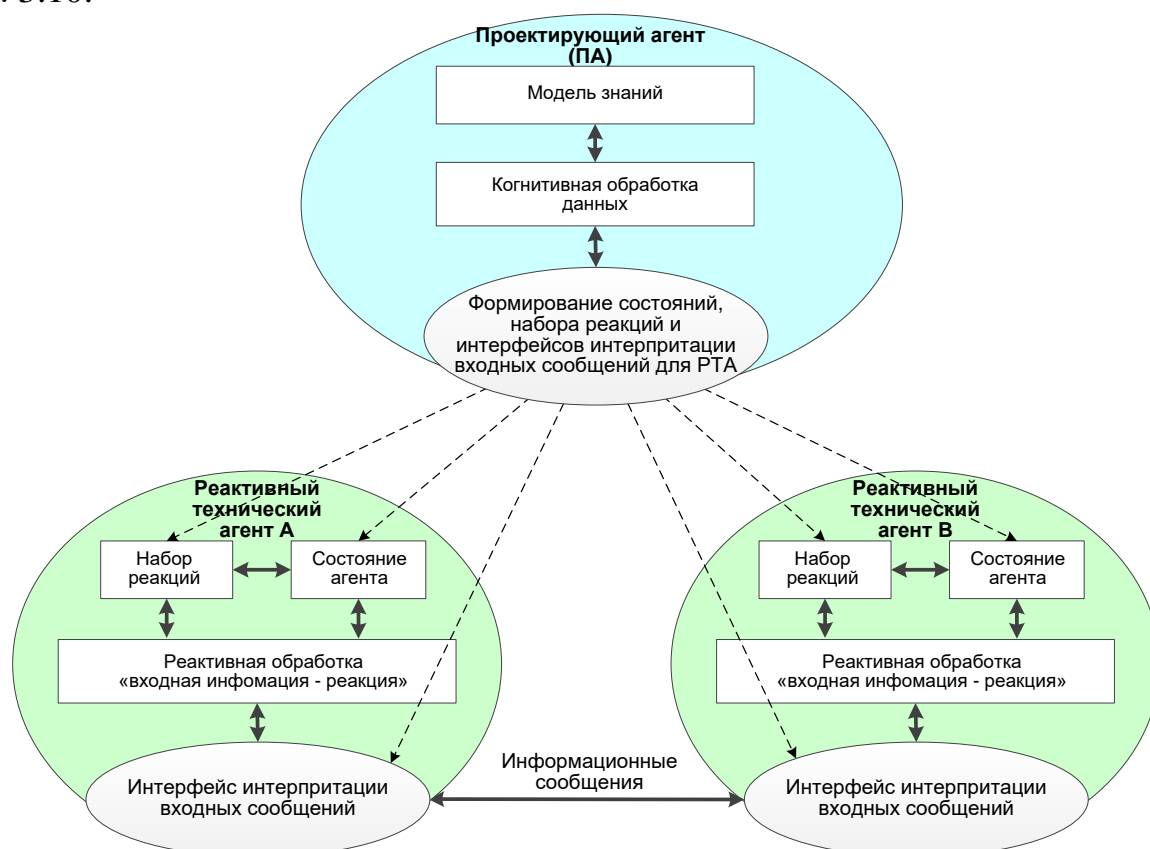 . 3.10.
Проектирующий агент
(ПА)
Модель знаний
Когнитивная обработка
данных
Формирование состояний,
набора реакций и
интерфейсов интерпритации
входных сообщений для РТА
Реактивный
технический
агент А
Набор
реакций
Состояние
агента
Реактивная обработка
«входная инфомация - реакция»
Интерфейс интерпритации
входных сообщений
Информационные
сообщения
Реактивный
технический
агент В
Набор
реакций
Состояние
агента
Реактивная обработка
«входная инфомация - реакция»
Интерфейс интерпритации
входных сообщений